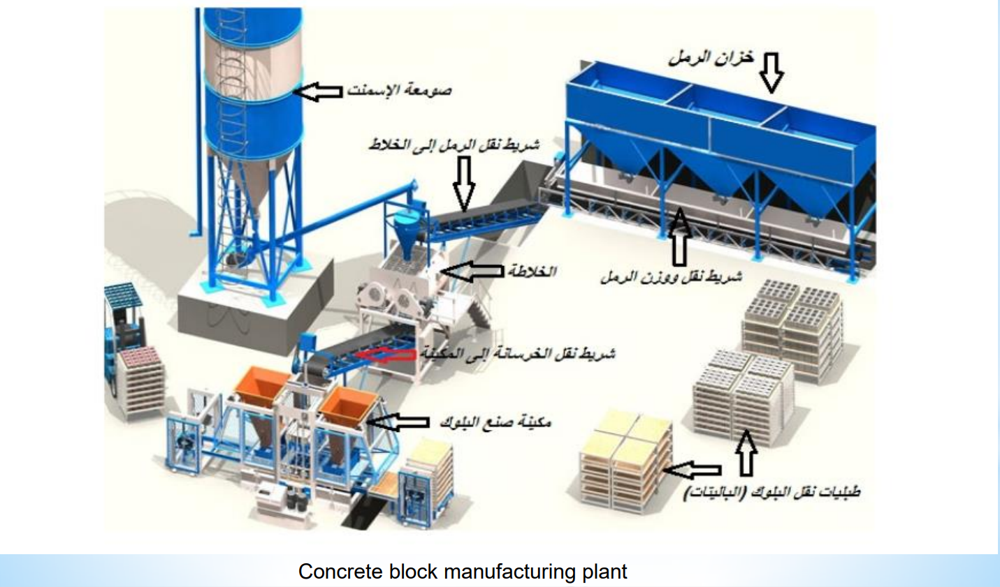 خزان الرمل
صومعة الإسمنت
شريط نقل الرمل إلى الخلاط
الخلاطة
شريط نقل ووزن الرمل
شريط نقل الخرسانة إلى المكينة
مكينة صنع البلوك
طبليات نقل البلوك (الباليتات)
Concrete block manufacturing plant